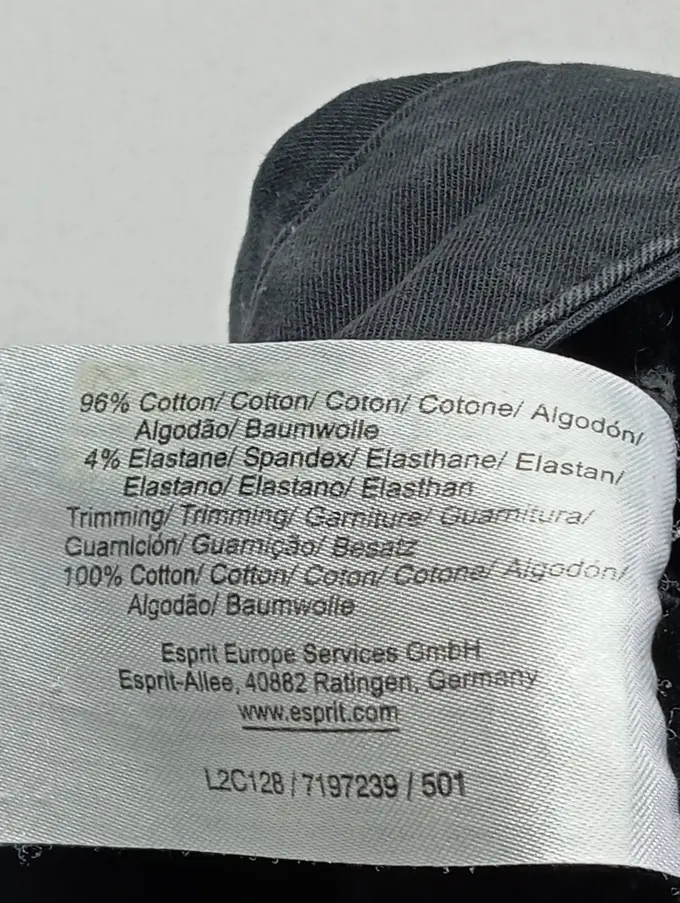 96% Cotton/ Cotton/ Coton/ Cotone/ Algodón/
Algodão/ Baumwolle
4% Elastane/ Spandex/ Elasthane/ Elastan/
Elastano/ Elastano/ Elasthan
Trimming/ Trimming/ Garniture/ Guarnitura/
Guarnición/ Guarnição/ Besatz
100% Cotton/ Cotton/ Coton/ Cotone/ Algodón/
Algodão/ Baumwolle
Esprit Europe Services GmbH
Esprit-Allee, 40882 Ratingen, Germany
www.esprit.com
L2C128 / 7197239 / 501